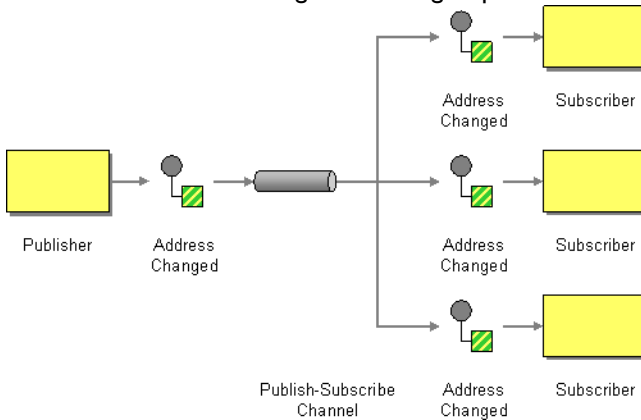 Address
Changed
Subscriber
Publisher
Address
Changed
Address
Changed
Subscriber
Publish-Subscribe
Channel
Address
Changed
Subscriber